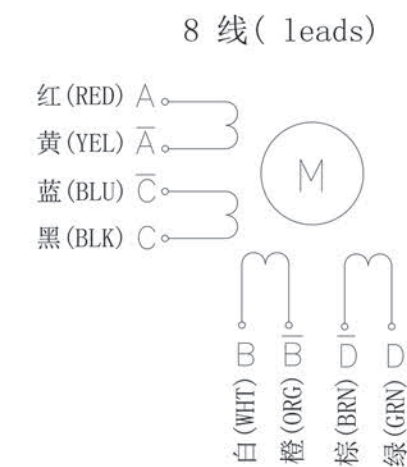 8 线( leads)
红(RED) A
黄(YEL) A̅
蓝(BLU) C̅
黑(BLK) C
M
B B̅ D̅ D
白(WHT) 橙(ORG) 棕(BRN) 绿(GRN)